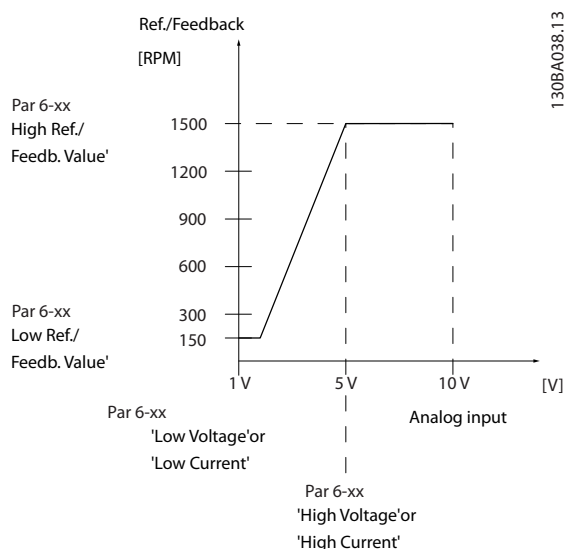 Ref./Feedback
[RPM]
130BA038.13
Par 6-xx
High Ref./
Feedb. Value'
1500
1200
900
600
300
150
Par 6-xx
Low Ref./
Feedb. Value'
1 V
5 V
10 V
[V]
Analog input
Par 6-xx
'Low Voltage'or
'Low Current'
Par 6-xx
'High Voltage'or
'High Current'